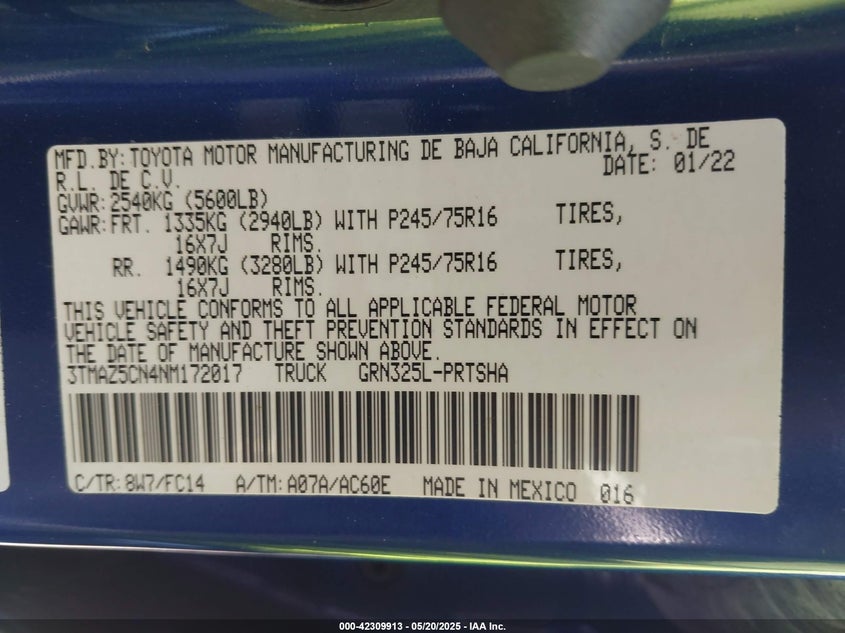 MFD.BY:TOYOTA MOTOR MANUFACTURING DE BAJA CALIFORNIA, S. DE
R.L. DE C.V. DATE: 01/22
GVWR:2540KG (5600LB)
GAWR:FRT. 1335KG (2940LB) WITH P245/75R16 TIRES,
16X7J RIMS.
RR. 1490KG (3280LB) WITH P245/75R16 TIRES,
16X7J RIMS.
THIS VEHICLE CONFORMS TO ALL APPLICABLE FEDERAL MOTOR
VEHICLE SAFETY AND THEFT PREVENTION STANDARDS IN EFFECT ON
THE DATE OF MANUFACTURE SHOWN ABOVE.
3TMAZ5CN4NM172017 TRUCK GRN325L-PRTSHA
C/TR:8W7/FC14 A/TM:A07A/AC60E MADE IN MEXICO 016
000-42309913 - 05/20/2025 - IAA Inc.